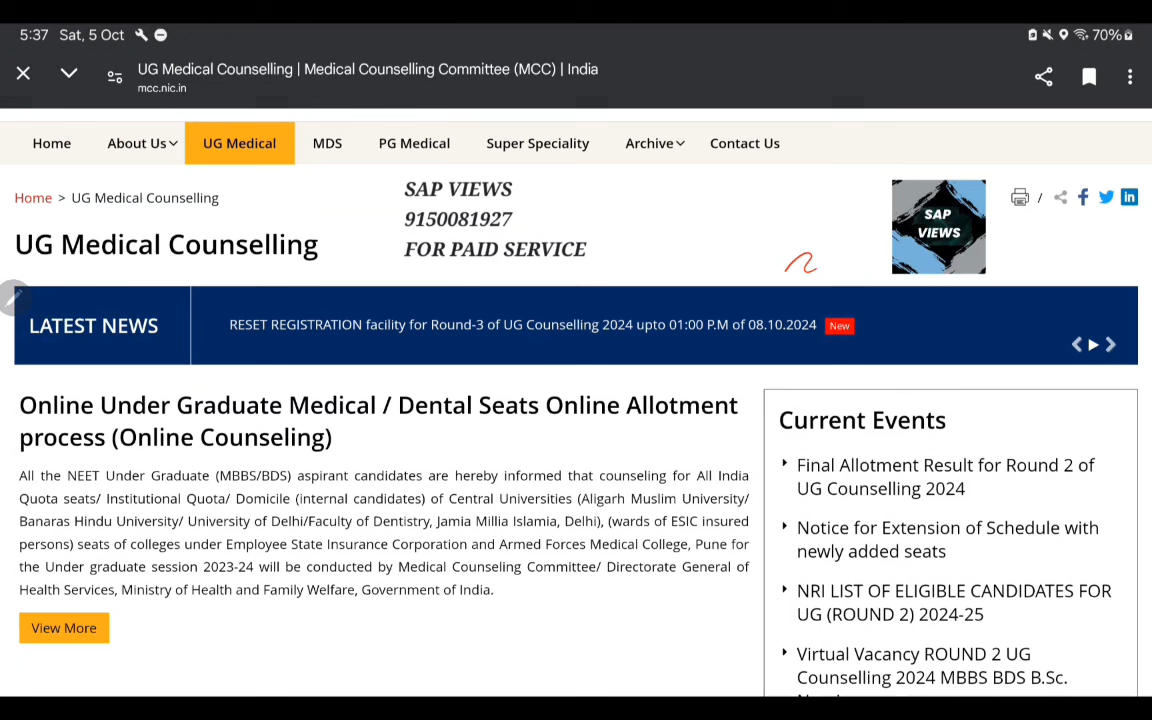 5:37 Sat, 5 Oct 70%
UG Medical Counselling | Medical Counselling Committee (MCC) | India
mcc.nic.in
Home About Us UG Medical MDS PG Medical Super Speciality Archive Contact Us
Home > UG Medical Counselling
SAP VIEWS
9150081927
FOR PAID SERVICE
SAP
VIEWS
/
UG Medical Counselling
LATEST NEWS
RESET REGISTRATION facility for Round-3 of UG Counselling 2024 upto 01:00 P.M of 08.10.2024 New
Online Under Graduate Medical / Dental Seats Online Allotment
process (Online Counseling)
All the NEET Under Graduate (MBBS/BDS) aspirant candidates are hereby informed that counseling for All India
Quota seats/ Institutional Quota/ Domicile (internal candidates) of Central Universities (Aligarh Muslim University/
Banaras Hindu University/ University of Delhi/Faculty of Dentistry, Jamia Millia Islamia, Delhi), (wards of ESIC insured
persons) seats of colleges under Employee State Insurance Corporation and Armed Forces Medical College, Pune for
the Under graduate session 2023-24 will be conducted by Medical Counseling Committee/ Directorate General of
Health Services, Ministry of Health and Family Welfare, Government of India.
View More
Current Events
Final Allotment Result for Round 2 of
UG Counselling 2024
Notice for Extension of Schedule with
newly added seats
NRI LIST OF ELIGIBLE CANDIDATES FOR
UG (ROUND 2) 2024-25
Virtual Vacancy ROUND 2 UG
Counselling 2024 MBBS BDS B.Sc.